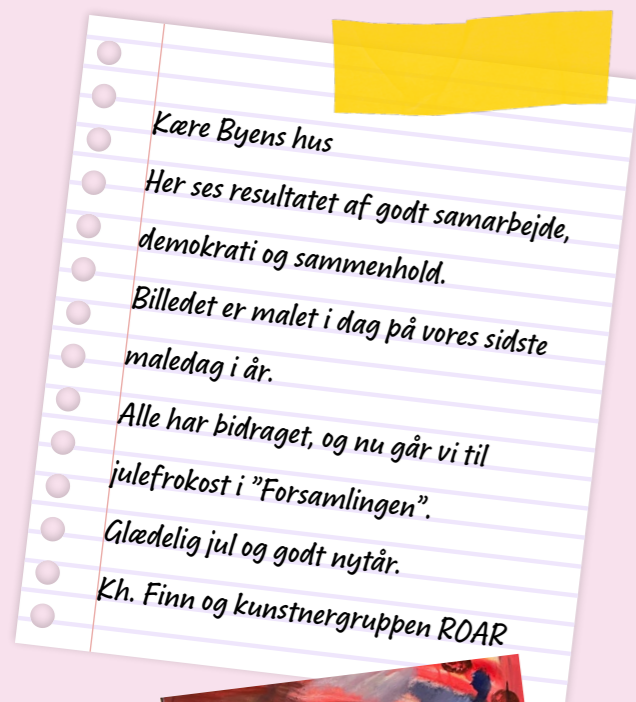 Kære Byens hus
Her ses resultatet af godt samarbejde,
demokrati og sammenhold.
Billedet er malet i dag på vores sidste
maledag i år.
Alle har bidraget, og nu går vi til
julefrokost i ”Forsamlingen”.
Glædelig jul og godt nytår.
Kh. Finn og kunstnergruppen ROAR